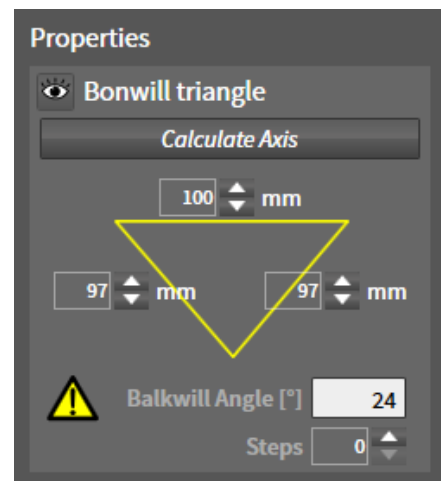 Properties
Bonwill triangle
Calculate Axis
100 mm
97 mm 97 mm
Balkwill Angle [°] 24
Steps 0